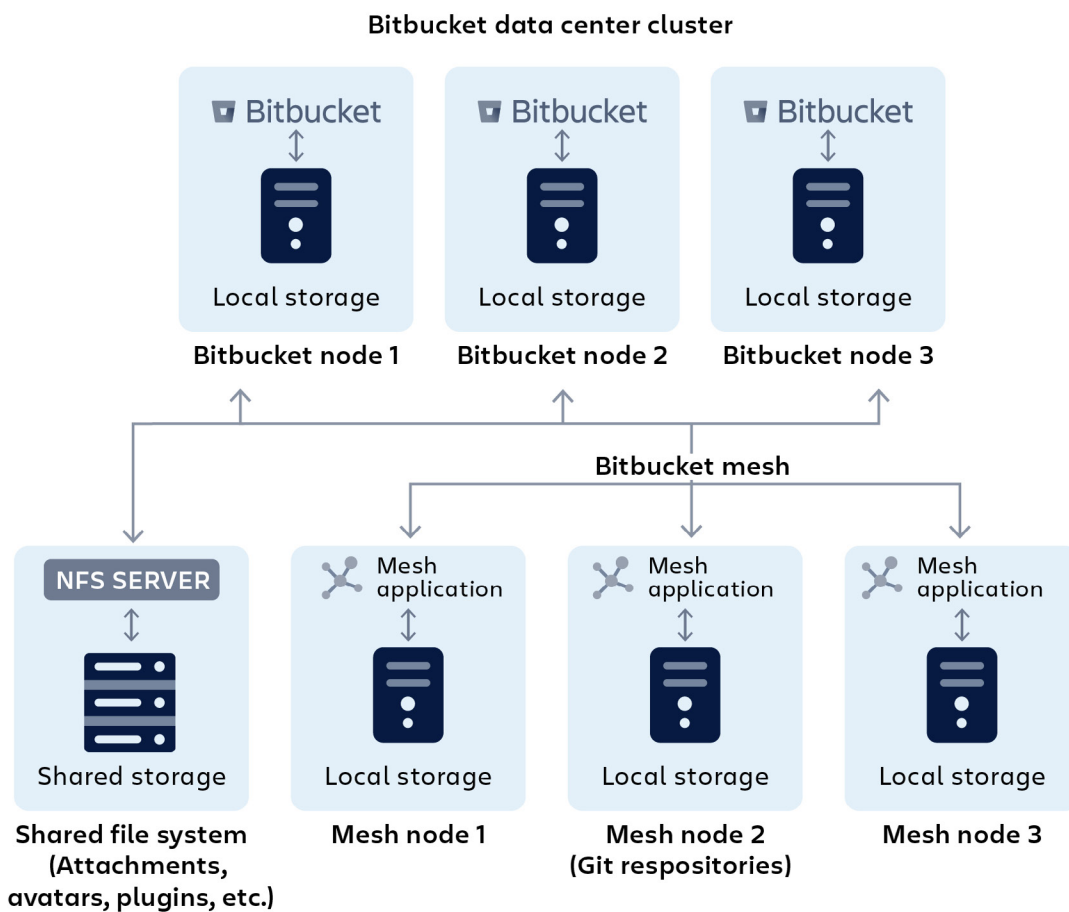 Bitbucket data center cluster
Bitbucket
Bitbucket
Bitbucket
Local storage
Local storage
Local storage
Bitbucket node 1
Bitbucket node 2
Bitbucket node 3
Bitbucket mesh
NFS SERVER
Mesh
application
Mesh
application
Mesh
application
Shared storage
Local storage
Local storage
Local storage
Shared file system
(Attachments,
avatars, plugins, etc.)
Mesh node 1
Mesh node 2
(Git respositories)
Mesh node 3